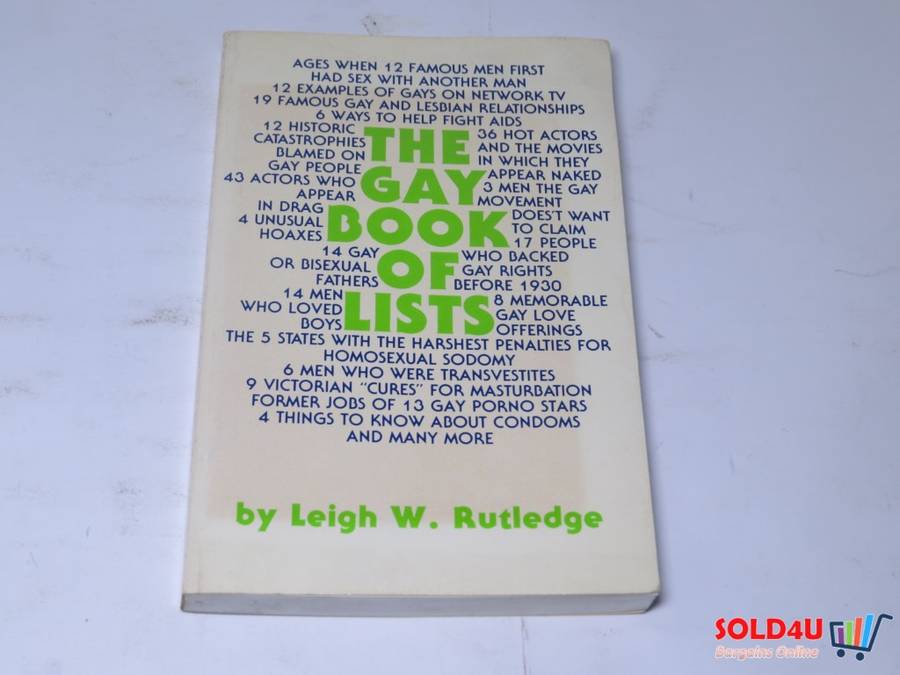 AGES WHEN 12 FAMOUS MEN FIRST
HAD SEX WITH ANOTHER MAN
12 EXAMPLES OF GAYS ON NETWORK TV
19 FAMOUS GAY AND LESBIAN RELATIONSHIPS
6 WAYS TO HELP FIGHT AIDS
12 HISTORIC
CATASTROPHIES
BLAMED ON
GAY PEOPLE
43 ACTORS WHO
APPEAR
IN DRAG
4 UNUSUAL
HOAXES
14 GAY
OR BISEXUAL
FATHERS
14 MEN
WHO LOVED
BOYS
THE
GAY
BOOK
OF
LISTS
36 HOT ACTORS
AND THE MOVIES
IN WHICH THEY
APPEAR NAKED
3 MEN THE GAY
MOVEMENT
DOES'T WANT
TO CLAIM
17 PEOPLE
WHO BACKED
GAY RIGHTS
BEFORE 1930
8 MEMORABLE
GAY LOVE
OFFERINGS
THE 5 STATES WITH THE HARSHEST PENALTIES FOR
HOMOSEXUAL SODOMY
6 MEN WHO WERE TRANSVESTITES
9 VICTORIAN "CURES" FOR MASTURBATION
FORMER JOBS OF 13 GAY PORNO STARS
4 THINGS TO KNOW ABOUT CONDOMS
AND MANY MORE
by Leigh W. Rutledge
SOLD4U
Bargains Online